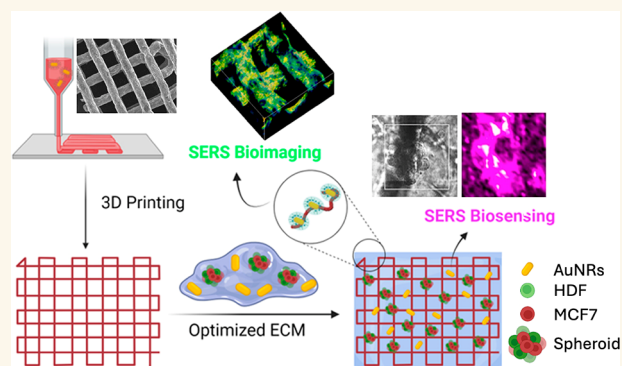 SERS Bioimaging
3D Printing
SERS Biosensing
Optimized ECM
AuNRs
HDF
MCF7
Spheroid